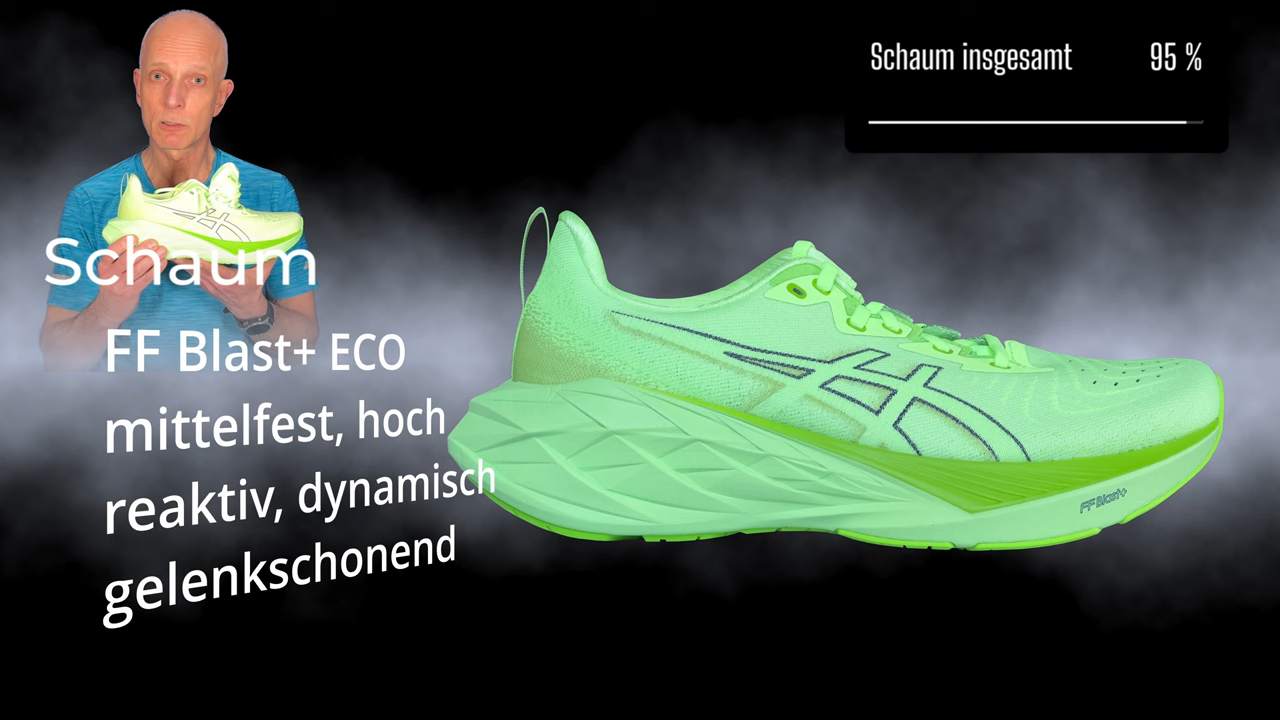 Schaum insgesamt 95 %
Schaum
FF Blast+ ECO
mittelfest, hoch
reaktiv, dynamisch
gelenkschonend
FF Blast+